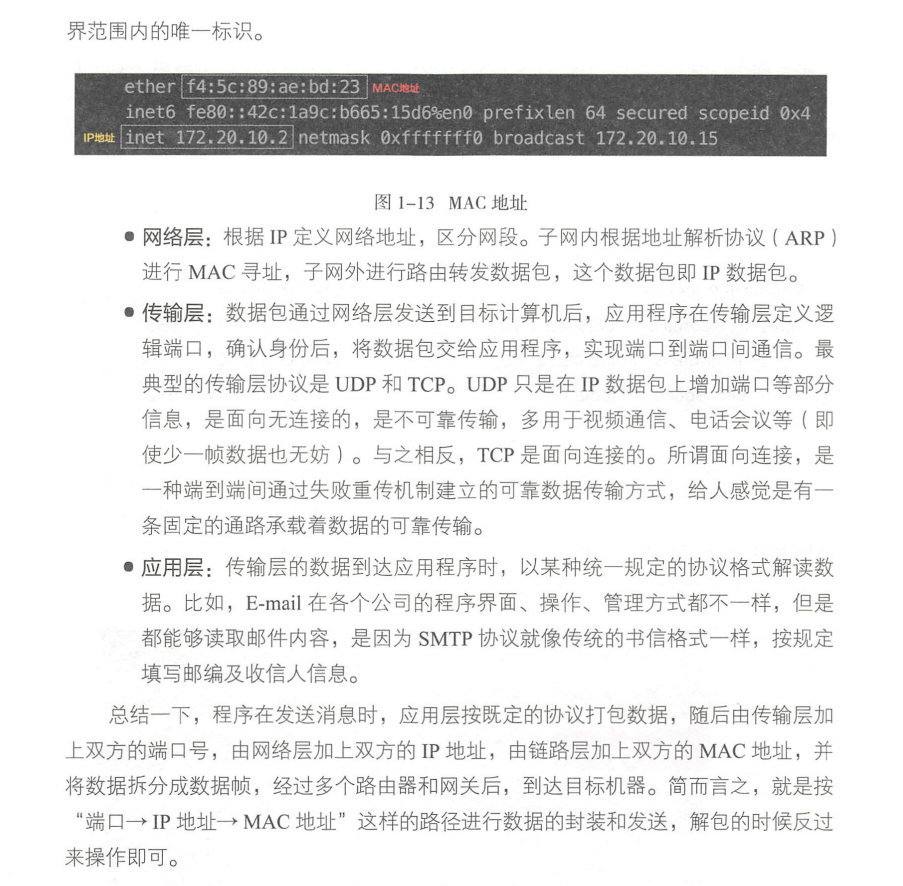 界范围内的唯一标识。
ether f4:5c:89:ae:bd:23 MAC地址
inet6 fe80::42c:1a9c:b665:15d6%en0 prefixlen 64 secured scopeid 0x4
IP地址 inet 172.20.10.2 netmask 0xfffffff0 broadcast 172.20.10.15
图 1-13 MAC 地址
● 网络层：根据 IP 定义网络地址，区分网段。子网内根据地址解析协议（ARP）
进行 MAC 寻址，子网外进行路由转发数据包，这个数据包即 IP 数据包。
● 传输层：数据包通过网络层发送到目标计算机后，应用程序在传输层定义逻
辑端口，确认身份后，将数据包交给应用程序，实现端口到端口间通信。最
典型的传输层协议是 UDP 和 TCP。UDP 只是在 IP 数据包上增加端口等部分
信息，是面向无连接的，是不可靠传输，多用于视频通信、电话会议等（即
使少一帧数据也无妨）。与之相反，TCP 是面向连接的。所谓面向连接，是
一种端到端间通过失败重传机制建立的可靠数据传输方式，给人感觉是有一
条固定的通路承载着数据的可靠传输。
● 应用层：传输层的数据到达应用程序时，以某种统一规定的协议格式解读数
据。比如，E-mail 在各个公司的程序界面、操作、管理方式都不一样，但是
都能够读取邮件内容，是因为 SMTP 协议就像传统的书信格式一样，按规定
填写邮编及收信人信息。
总结一下，程序在发送消息时，应用层按既定的协议打包数据，随后由传输层加
上双方的端口号，由网络层加上双方的 IP 地址，由链路层加上双方的 MAC 地址，并
将数据拆分成数据帧，经过多个路由器和网关后，到达目标机器。简而言之，就是按
“端口→ IP 地址→ MAC 地址”这样的路径进行数据的封装和发送，解包的时候反过
来操作即可。